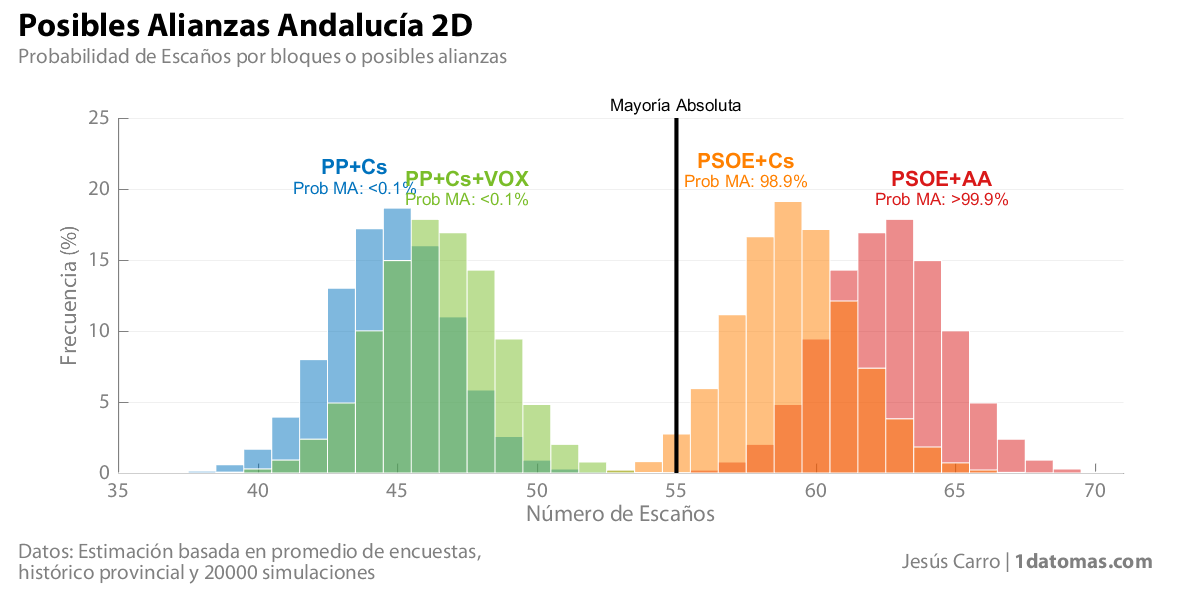 Posibles Alianzas Andalucía 2D
Probabilidad de Escaños por bloques o posibles alianzas
Mayoría Absoluta
25
20
15
10
5
0
Frecuencia (%)
PP+Cs
Prob MA: <0.1%
PP+Cs+VOX
Prob MA: <0.1%
PSOE+Cs
Prob MA: 98.9%
PSOE+AA
Prob MA: >99.9%
35 40 45 50 55 60 65 70
Número de Escaños
Datos: Estimación basada en promedio de encuestas,
histórico provincial y 20000 simulaciones
Jesús Carro | 1datomas.com